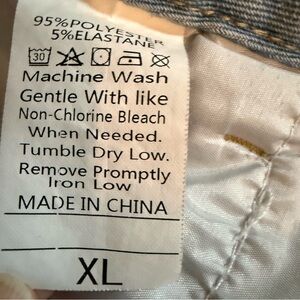 95%POLYESTER
5%ELASTANE
30
Machine Wash
Gentle With like
Non-Chlorine Bleach
When Needed.
Tumble Dry Low.
Remove Promptly
Iron Low
MADE IN CHINA
XL